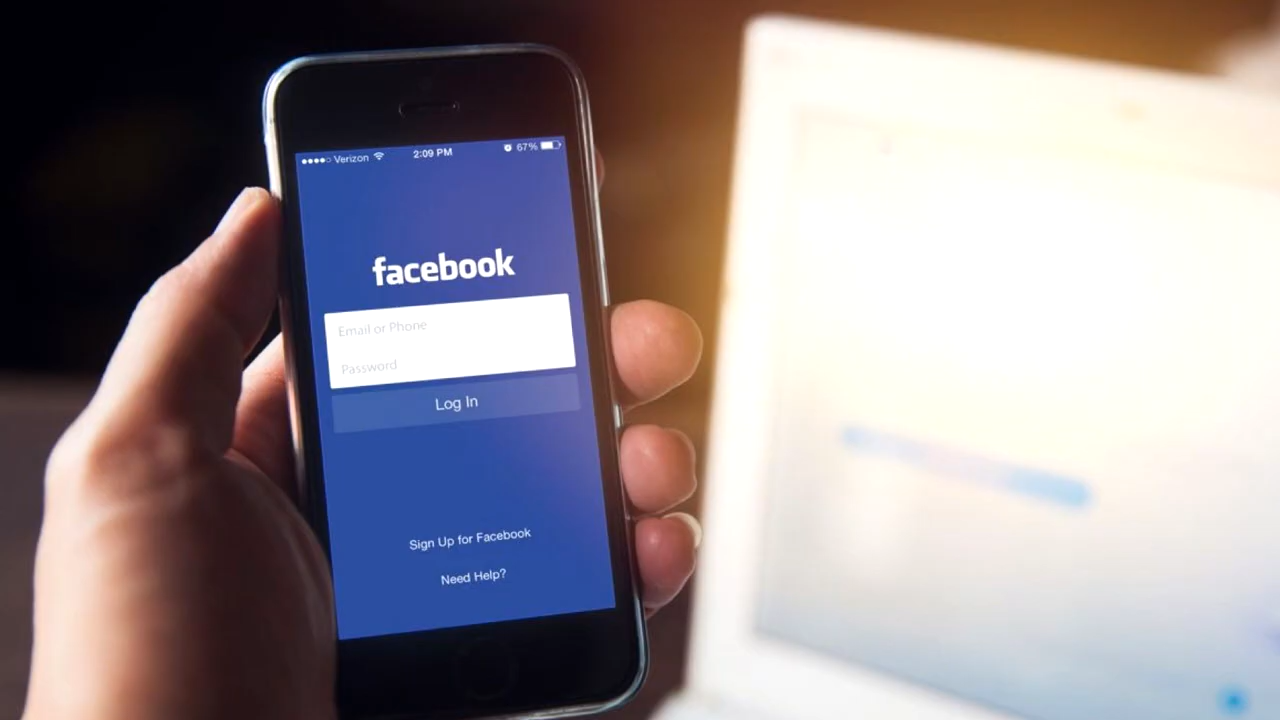 Verizon 2:09 PM 67%
facebook
Email or Phone
Password
Log In
Sign Up for Facebook
Need Help?